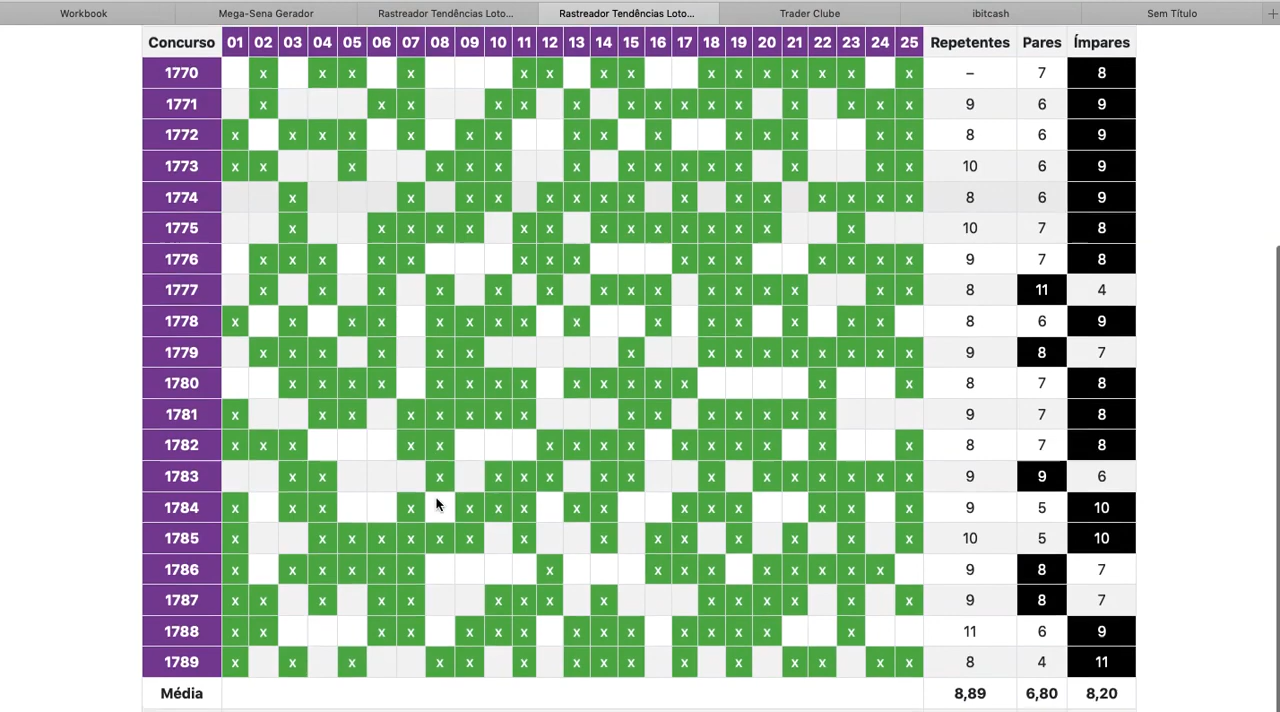 Workbook Mega-Sena Gerador Rastreador Tendências Loto... Rastreador Tendências Loto... Trader Clube ibitcash Sem Título +
Concurso 01 02 03 04 05 06 07 08 09 10 11 12 13 14 15 16 17 18 19 20 21 22 23 24 25 Repetentes Pares Ímpares
1770 x x x x x x x x x x x x x x x – 7 8
1771 x x x x x x x x x x x x x x x 9 6 9
1772 x x x x x x x x x x x x x x x 8 6 9
1773 x x x x x x x x x x x x x x x 10 6 9
1774 x x x x x x x x x x x x x x x 8 6 9
1775 x x x x x x x x x x x x x x x 10 7 8
1776 x x x x x x x x x x x x x x x 9 7 8
1777 x x x x x x x x x x x x x x x 8 11 4
1778 x x x x x x x x x x x x x x x 8 6 9
1779 x x x x x x x x x x x x x x x 9 8 7
1780 x x x x x x x x x x x x x x x 8 7 8
1781 x x x x x x x x x x x x x x x 9 7 8
1782 x x x x x x x x x x x x x x x 8 7 8
1783 x x x x x x x x x x x x x x x 9 9 6
1784 x x x x x x x x x x x x x x x 9 5 10
1785 x x x x x x x x x x x x x x x 10 5 10
1786 x x x x x x x x x x x x x x x 9 8 7
1787 x x x x x x x x x x x x x x x 9 8 7
1788 x x x x x x x x x x x x x x x 11 6 9
1789 x x x x x x x x x x x x x x x 8 4 11
Média 8,89 6,80 8,20